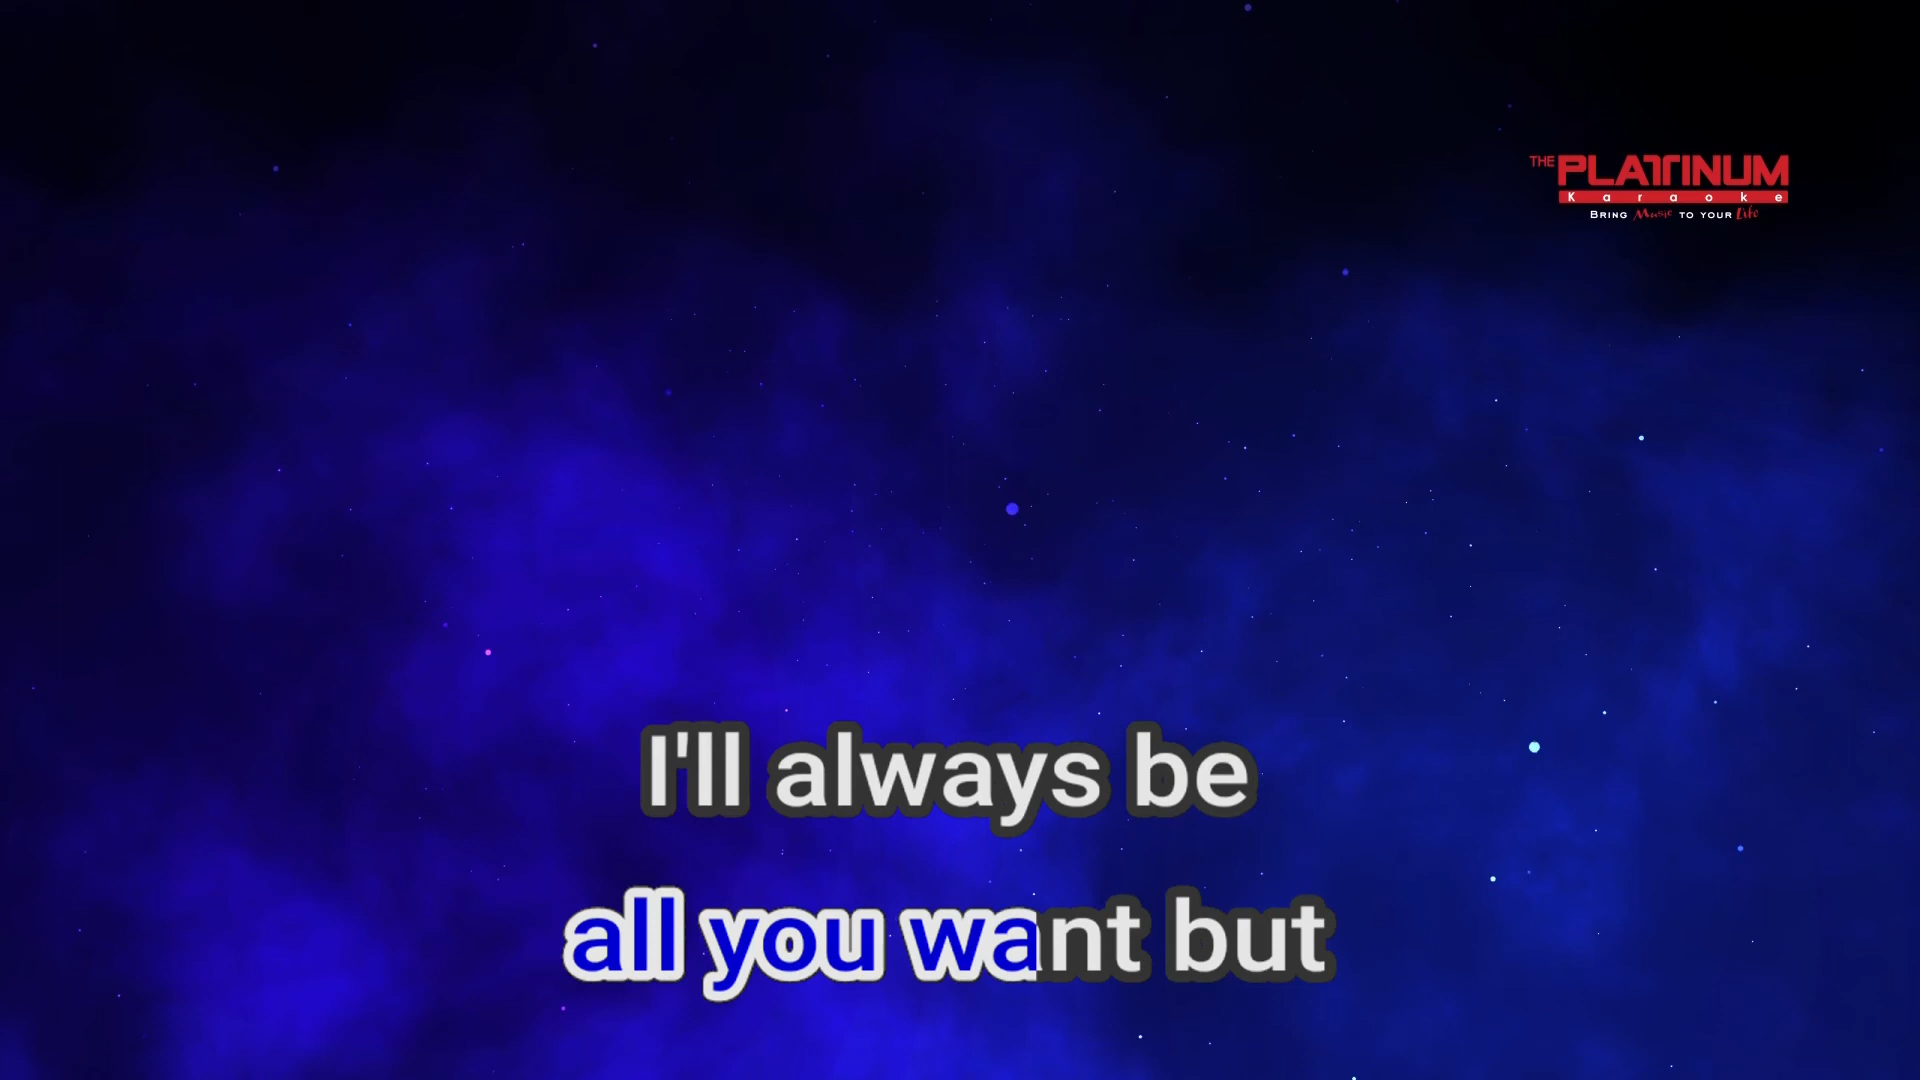 THE PLATINUM
Karaoke
BRING Music TO YOUR Life
I'll always be
all you want but